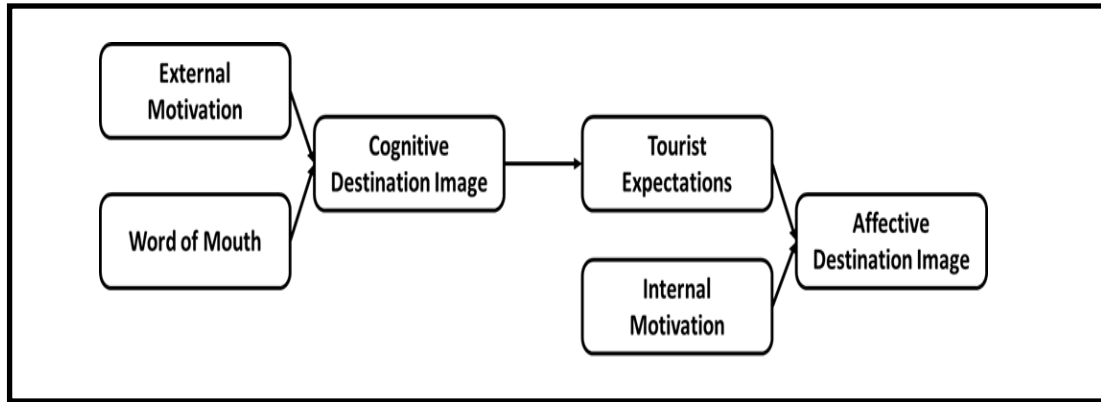 External
Motivation
Word of Mouth
Cognitive
Destination Image
Tourist
Expectations
Internal
Motivation
Affective
Destination Image